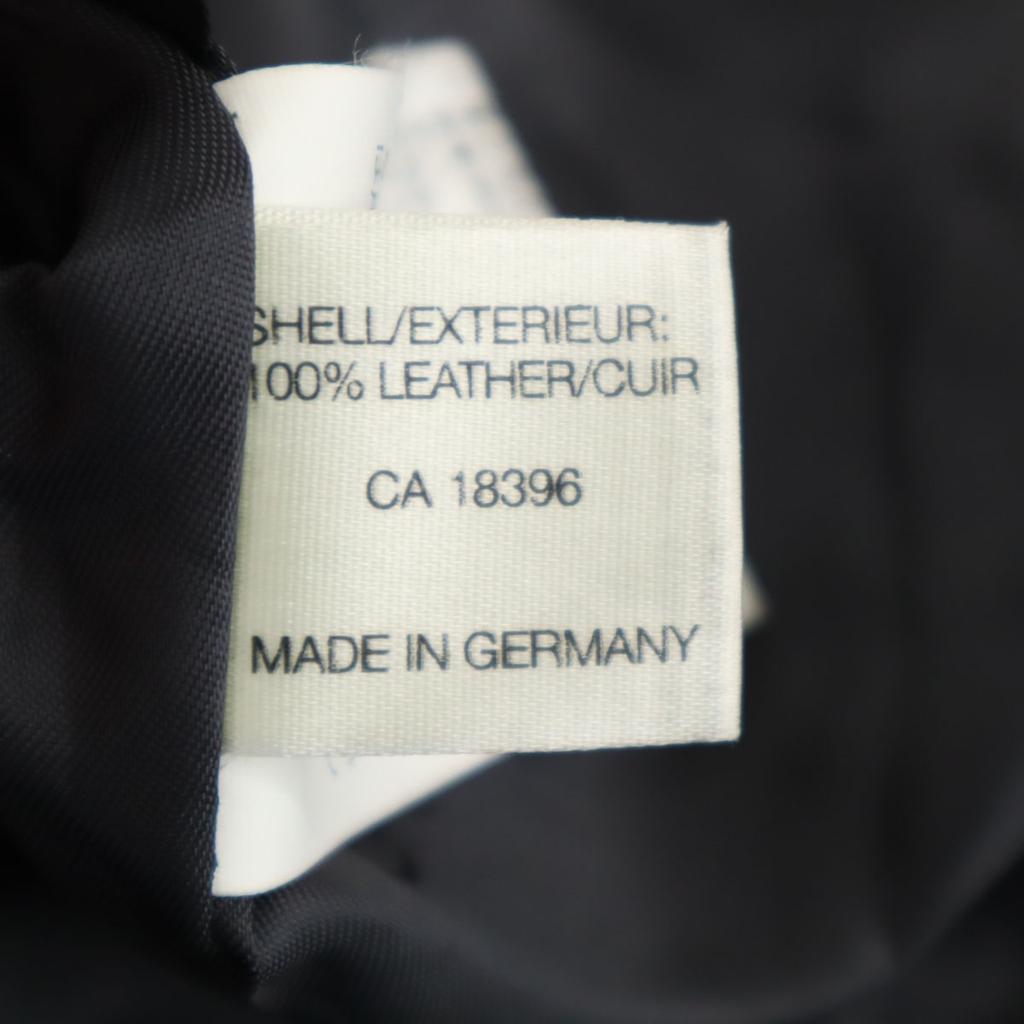 SHELL/EXTERIEUR:
100% LEATHER/CUIR
CA 18396
MADE IN GERMANY